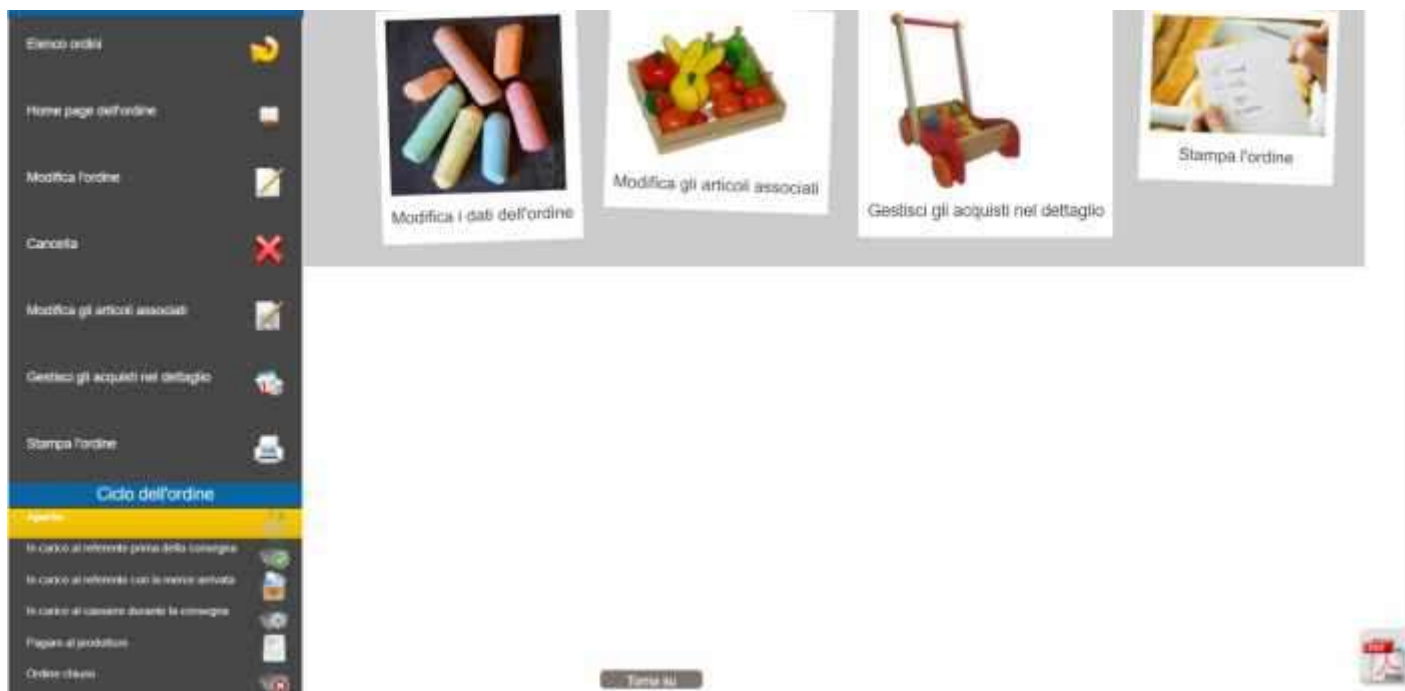 Elenco ordini
Home page dell'ordine
Modifica l'ordine
Cancella
Modifica gli articoli associati
Gestisci gli acquisti nel dettaglio
Stampa l'ordine
Ciclo dell'ordine
Aperto
In carico al referente prima della consegna
In carico al referente con la merce arrivata
In carico al cassiere durante la consegna
Pagare al produttore
Ordine chiuso
Modifica i dati dell'ordine
Modifica gli articoli associati
Gestisci gli acquisti nel dettaglio
Stampa l'ordine
Torna su
PDF